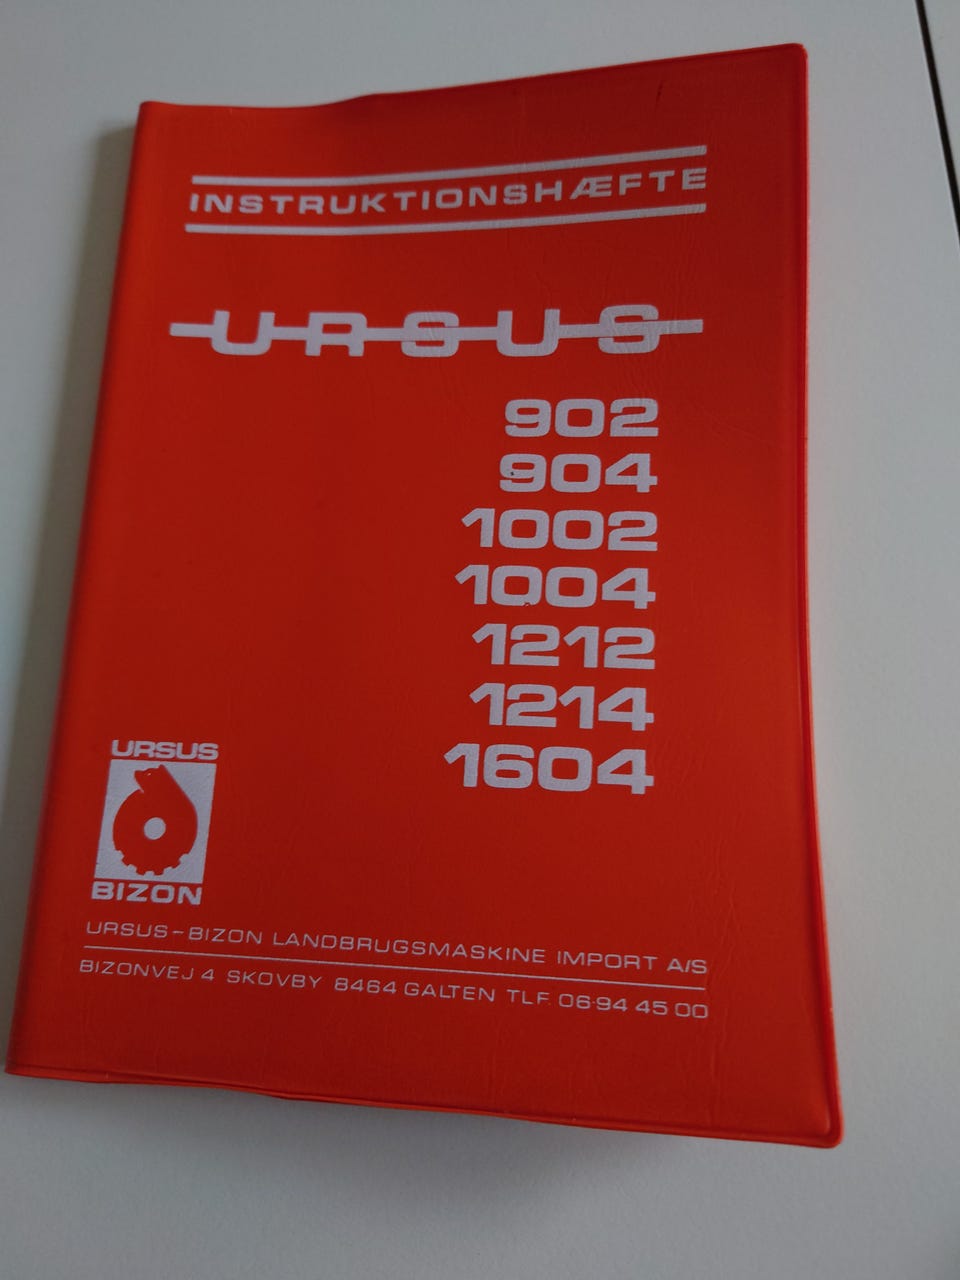 INSTRUKTIONSHÆFTE
URSUS
902
904
1002
1004
1212
1214
1604
URSUS
BIZON
URSUS-BIZON LANDBRUGSMASKINE IMPORT A/S
BIZONVEJ 4 SKOVBY 8464 GALTEN TLF. 06-94 45 00